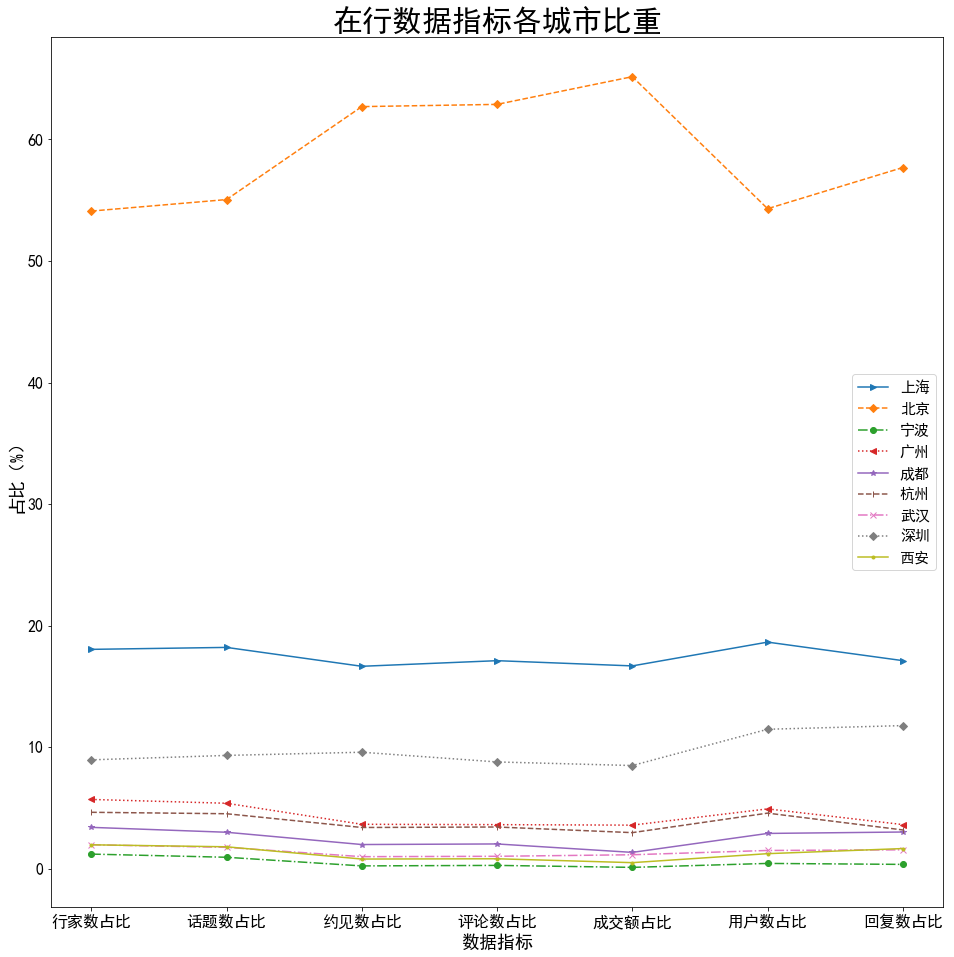 在行数据指标各城市比重
占比（%）
60
50
40
30
20
10
0
上海
北京
宁波
广州
成都
杭州
武汉
深圳
西安
行家数占比 话题数占比 约见数占比 评论数占比 成交额占比 用户数占比 回复数占比
数据指标